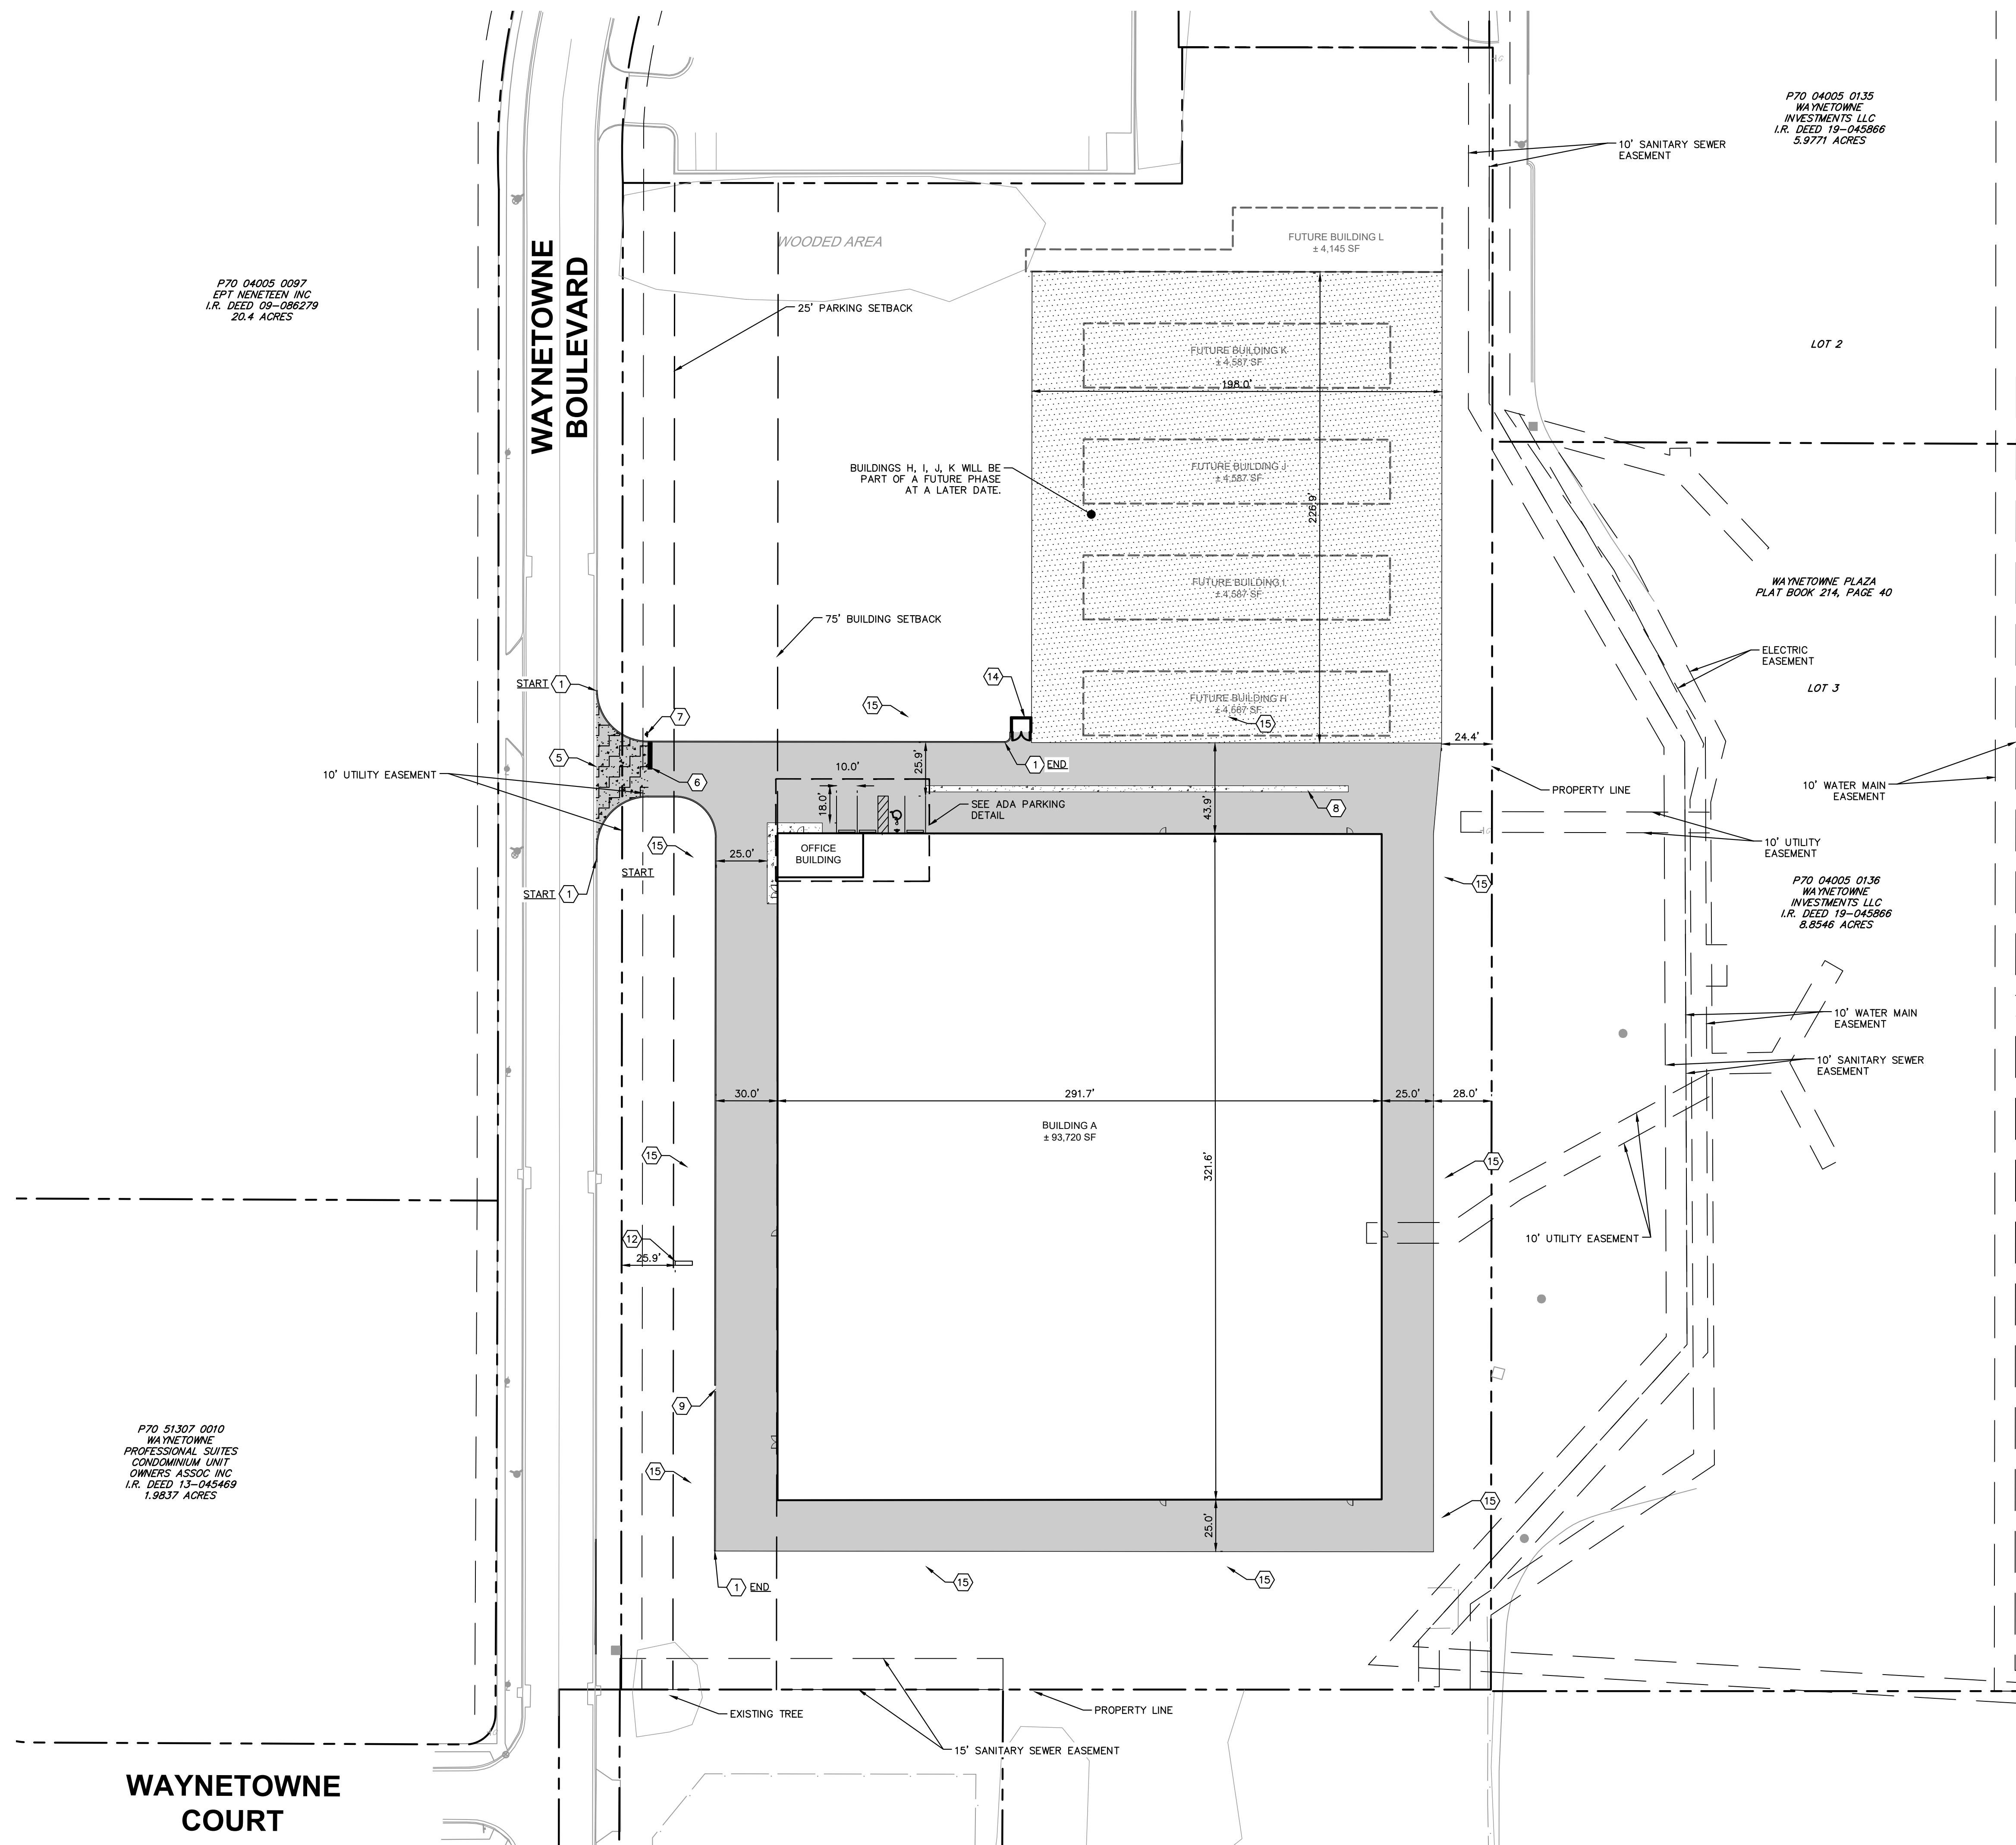 P70 04005 0135
WAYNETOWNE
INVESTMENTS LLC
I.R. DEED 19-045866
5.9771 ACRES
10' SANITARY SEWER
EASEMENT
WOODED AREA
FUTURE BUILDING L
± 4,145 SF
WAYNETOWNE
BOULEVARD
P70 04005 0097
EPT NENETEEN INC
I.R. DEED 09-086279
20.4 ACRES
25' PARKING SETBACK
FUTURE BUILDING K
± 4,587 SF
198.0'
LOT 2
BUILDINGS H, I, J, K WILL BE
PART OF A FUTURE PHASE
AT A LATER DATE.
FUTURE BUILDING J
± 4,587 SF
226.9'
FUTURE BUILDING I
± 4,587 SF
WAYNETOWNE PLAZA
PLAT BOOK 214, PAGE 40
75' BUILDING SETBACK
ELECTRIC
EASEMENT
LOT 3
START 1
14
15
7
FUTURE BUILDING H
± 4,587 SF
15
24.4'
5
6
1 END
10' UTILITY EASEMENT
10.0'
25.9'
18.0'
43.9'
SEE ADA PARKING
DETAIL
8
PROPERTY LINE
10' WATER MAIN
EASEMENT
15
START
START 1
25.0'
OFFICE
BUILDING
10' UTILITY
EASEMENT
15
P70 04005 0136
WAYNETOWNE
INVESTMENTS LLC
I.R. DEED 19-045866
8.8546 ACRES
10' WATER MAIN
EASEMENT
10' SANITARY SEWER
EASEMENT
30.0'
291.7'
25.0'
28.0'
BUILDING A
± 93,720 SF
321.6'
15
15
12
25.9'
10' UTILITY EASEMENT
9
P70 51307 0010
WAYNETOWNE
PROFESSIONAL SUITES
CONDOMINIUM UNIT
OWNERS ASSOC INC
I.R. DEED 13-045469
1.9837 ACRES
15
15
25.0'
1 END
15
15
EXISTING TREE
PROPERTY LINE
15' SANITARY SEWER EASEMENT
WAYNETOWNE
COURT